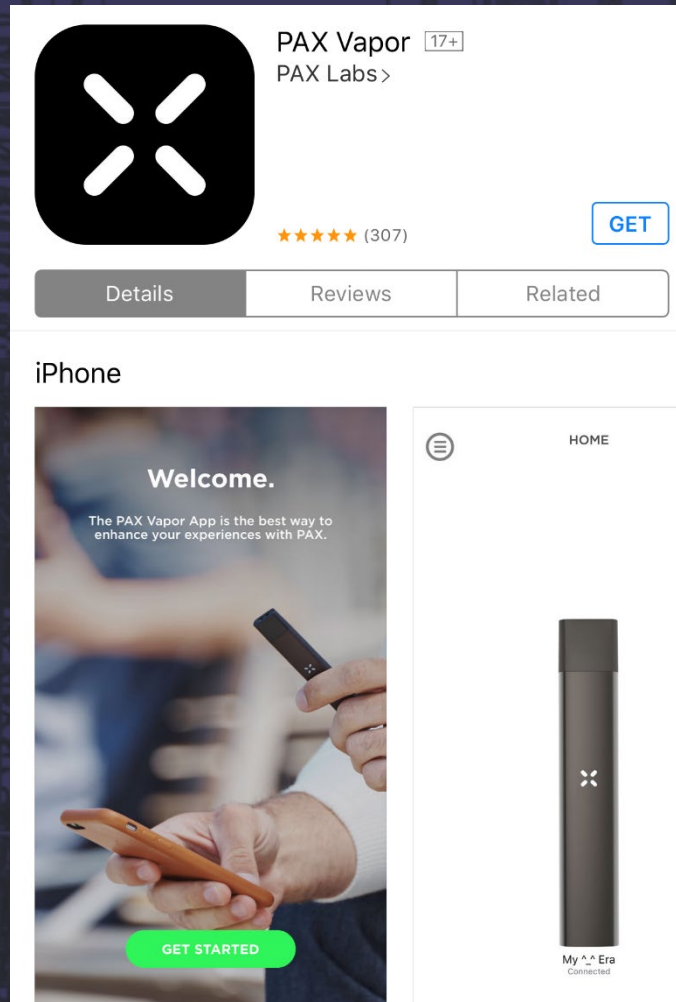 PAX Vapor 17+
PAX Labs >
(307)
GET
Details Reviews Related
iPhone
Welcome.
The PAX Vapor App is the best way to
enhance your experiences with PAX.
GET STARTED
HOME
My ^_^ Era
Connected